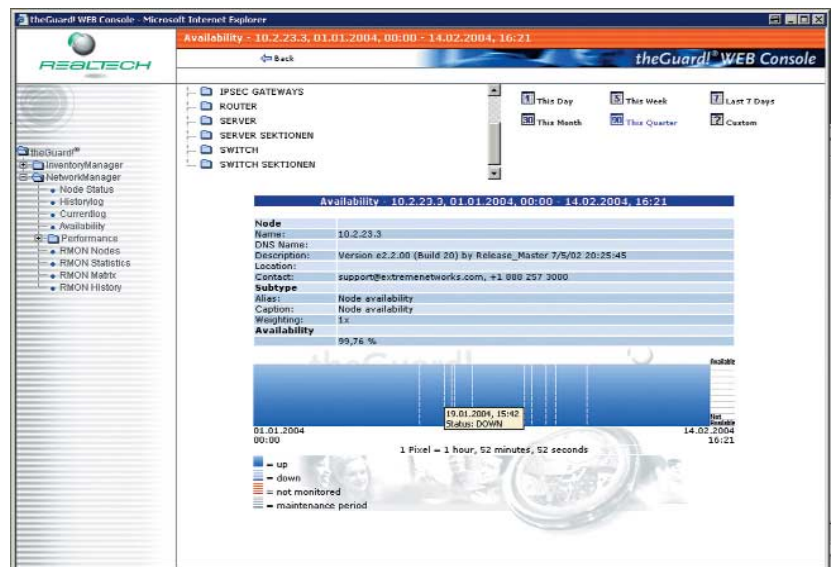 theGuard! WEB Console - Microsoft Internet Explorer
REALTECH
Availability - 10.2.23.3, 01.01.2004, 00:00 - 14.02.2004, 16:21
Back
theGuard!® WEB Console
IPSEC GATEWAYS
ROUTER
SERVER
SERVER SEKTIONEN
SWITCH
SWITCH SEKTIONEN
1 This Day
5 This Week
7 Last 7 Days
30 This Month
90 This Quarter
? Custom
theGuard!®
InventoryManager
NetworkManager
Node Status
Historylog
Currentlog
Availability
Performance
RMON Nodes
RMON Statistics
RMON Matrix
RMON History
Availability - 10.2.23.3, 01.01.2004, 00:00 - 14.02.2004, 16:21
Node
Name: 10.2.23.3
DNS Name:
Description: Version e2.2.00 (Build 20) by Release_Master 7/5/02 20:25:45
Location:
Contact: support@extremenetworks.com, +1 888 257 3000
Subtype
Alias: Node availability
Caption: Node availability
Weighting: 1x
Availability
99,76 %
theGuard!
Available
Not Available
19.01.2004, 15:42
Status: DOWN
01.01.2004
00:00
14.02.2004
16:21
1 Pixel = 1 hour, 52 minutes, 52 seconds
= up
= down
= not monitored
= maintenance period